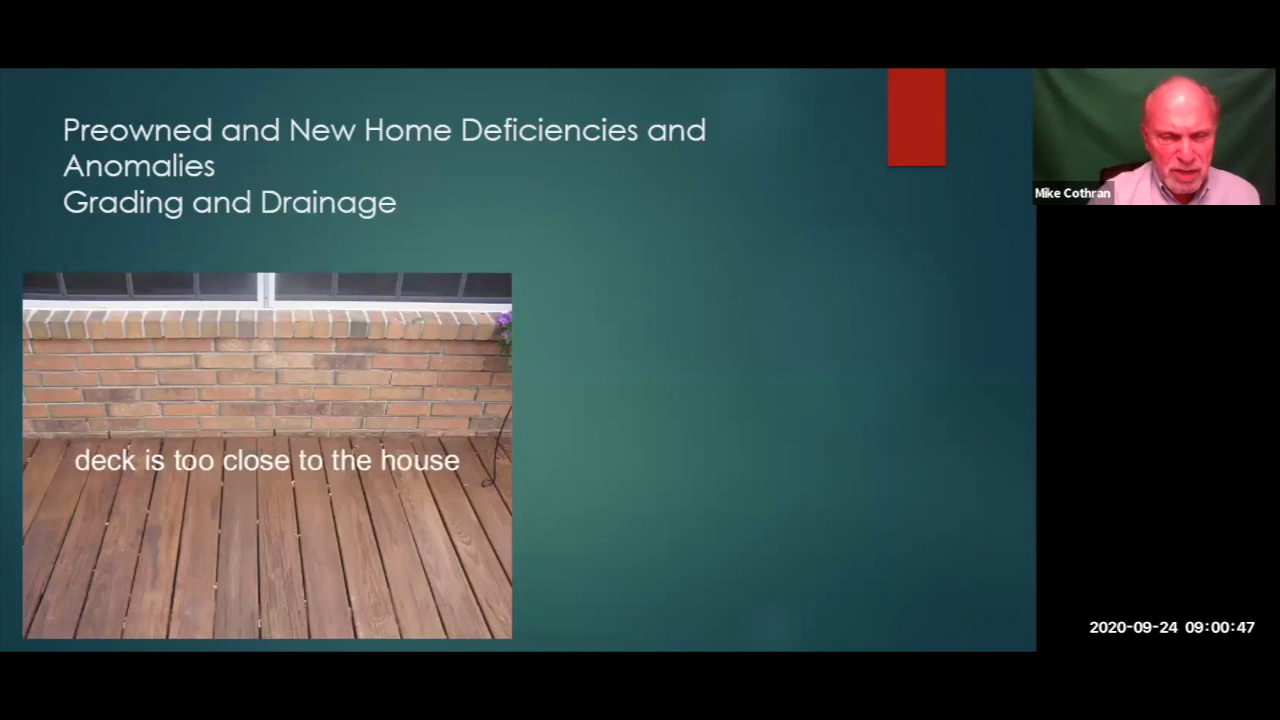 Preowned and New Home Deficiencies and
Anomalies
Grading and Drainage
Mike Cothran
deck is too close to the house
2020-09-24 09:00:47